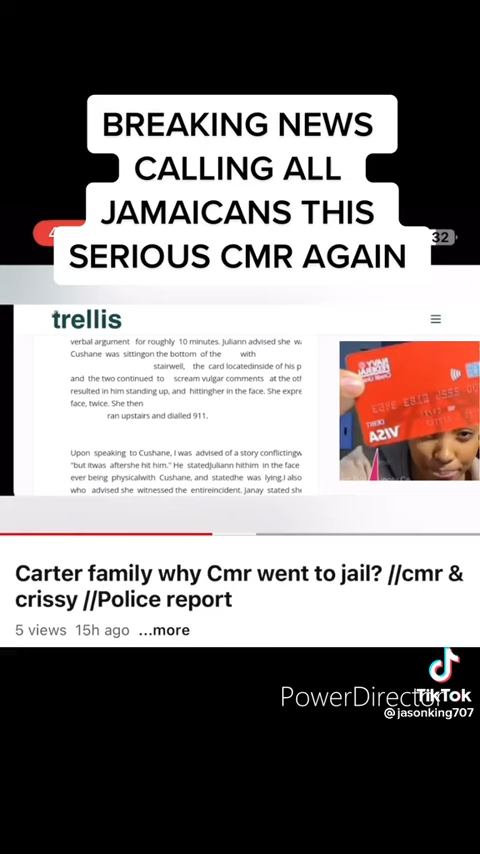 BREAKING NEWS
CALLING ALL
JAMAICANS THIS
SERIOUS CMR AGAIN
32
trellis
verbal argument for roughly 10 minutes. Juliann advised she
Cushane was sittingon the bottom of the with
stairwell, the card locatedinside of his
and the two continued to scream vulgar comments at the
resulted in him standing up, and hittingher in the face. She
face, twice. She then
ran upstairs and dialled 911.
Upon speaking to Cushane, I was advised of a story
"but itwas aftershe hit him." He statedJuliann hithim in the face
ever being physicalwith Cushane, and statedhe was lying.I also
who advised she witnessed the entireincident. Janay stated
NAVY
FEDERAL
Credit Union
DEBIT
VISA
Carter family why Cmr went to jail? //cmr &
crissy //Police report
5 views 15h ago ...more
PowerDirector
TikTok
@jasonking707